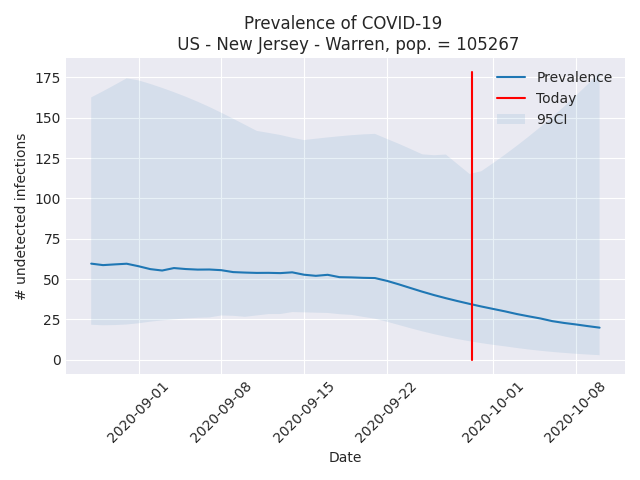 Prevalence of COVID-19
US - New Jersey - Warren, pop. = 105267
Prevalence
Today
95CI
# undetected infections
175
150
125
100
75
50
25
0
2020-09-01
2020-09-08
2020-09-15
2020-09-22
2020-10-01
2020-10-08
Date